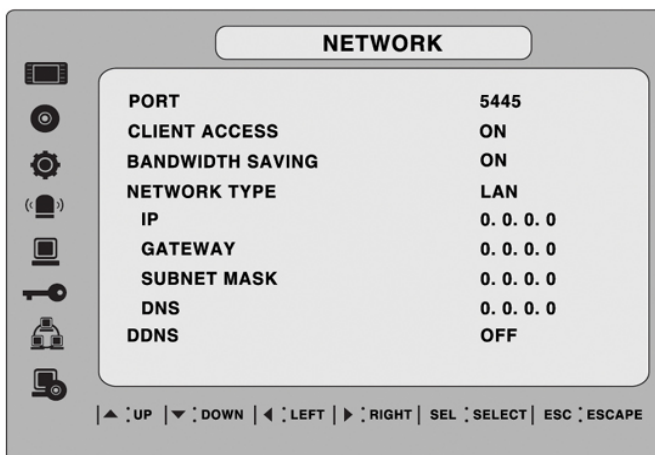 NETWORK
PORT 5445
CLIENT ACCESS ON
BANDWIDTH SAVING ON
NETWORK TYPE LAN
IP 0. 0. 0. 0
GATEWAY 0. 0. 0. 0
SUBNET MASK 0. 0. 0. 0
DNS 0. 0. 0. 0
DDNS OFF
▲ : UP | ▼ : DOWN | ◀ : LEFT | ▶ : RIGHT | SEL : SELECT | ESC : ESCAPE